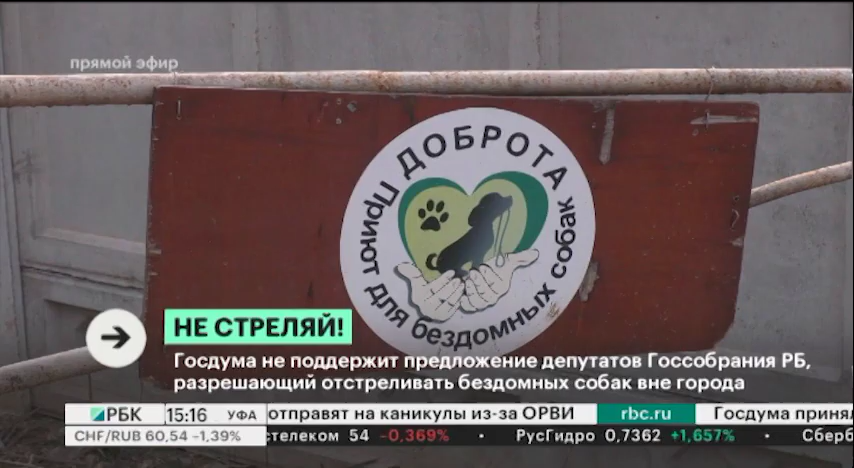 прямой эфир
ДОБРОТА
Приют для бездомных собак
НЕ СТРЕЛЯЙ!
Госдума не поддержит предложение депутатов Госсобрания РБ,
разрешающий отстреливать бездомных собак вне города
РБК 15:16 УФА отправят на каникулы из-за ОРВИ rbc.ru Госдума принял
CHF/RUB 60,54 -1,39% стелеком 54 -0,369% • РусГидро 0,7362 +1,657% • Сберб